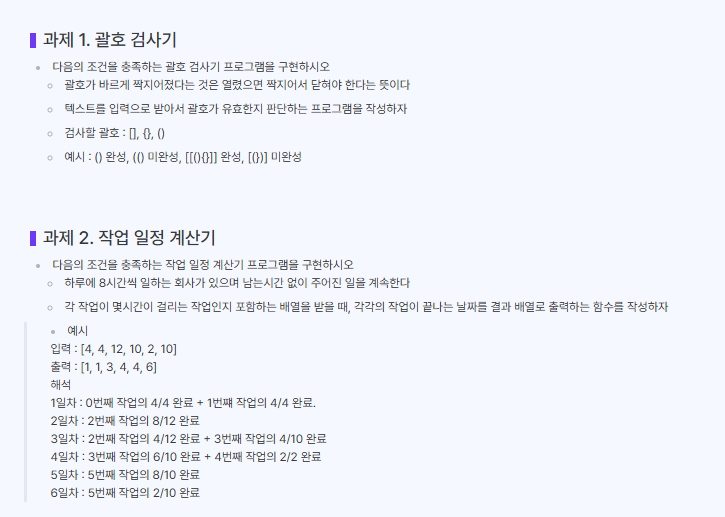 과제 1. 괄호 검사기
다음의 조건을 충족하는 괄호 검사기 프로그램을 구현하시오
괄호가 바르게 짝지어졌다는 것은 열렸으면 짝지어서 닫혀야 한다는 뜻이다
텍스트를 입력으로 받아서 괄호가 유효한지 판단하는 프로그램을 작성하자
검사할 괄호 : [], {}, ()
예시 : () 완성, (() 미완성, [[(){}]] 완성, [(})] 미완성
과제 2. 작업 일정 계산기
다음의 조건을 충족하는 작업 일정 계산기 프로그램을 구현하시오
하루에 8시간씩 일하는 회사가 있으며 남는시간 없이 주어진 일을 계속한다
각 작업이 몇시간이 걸리는 작업인지 포함하는 배열을 받을 때, 각각의 작업이 끝나는 날짜를 결과 배열로 출력하는 함수를 작성하자
예시
입력 : [4, 4, 12, 10, 2, 10]
출력 : [1, 1, 3, 4, 4, 6]
해석
1일차 : 0번째 작업의 4/4 완료 + 1번쨰 작업의 4/4 완료.
2일차 : 2번째 작업의 8/12 완료
3일차 : 2번째 작업의 4/12 완료 + 3번째 작업의 4/10 완료
4일차 : 3번째 작업의 6/10 완료 + 4번째 작업의 2/2 완료
5일차 : 5번째 작업의 8/10 완료
6일차 : 5번째 작업의 2/10 완료